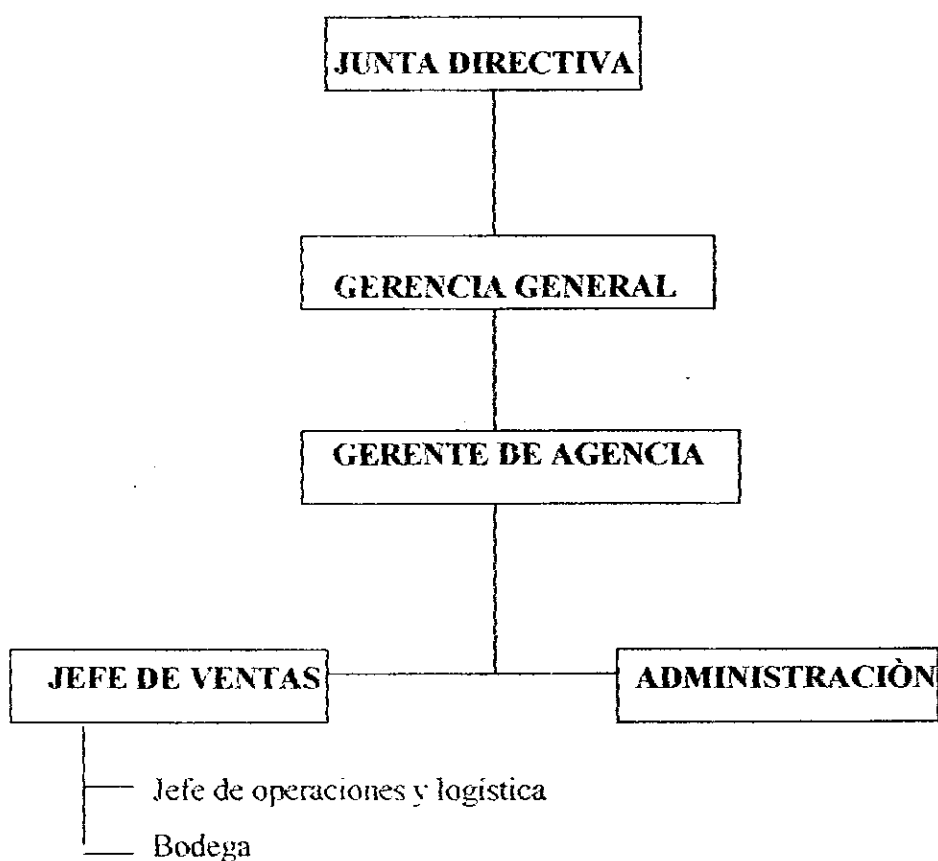 JUNTA DIRECTIVA
GERENCIA GENERAL
GERENTE DE AGENCIA
JEFE DE VENTAS
ADMINISTRACIÒN
Jefe de operaciones y logística
Bodega